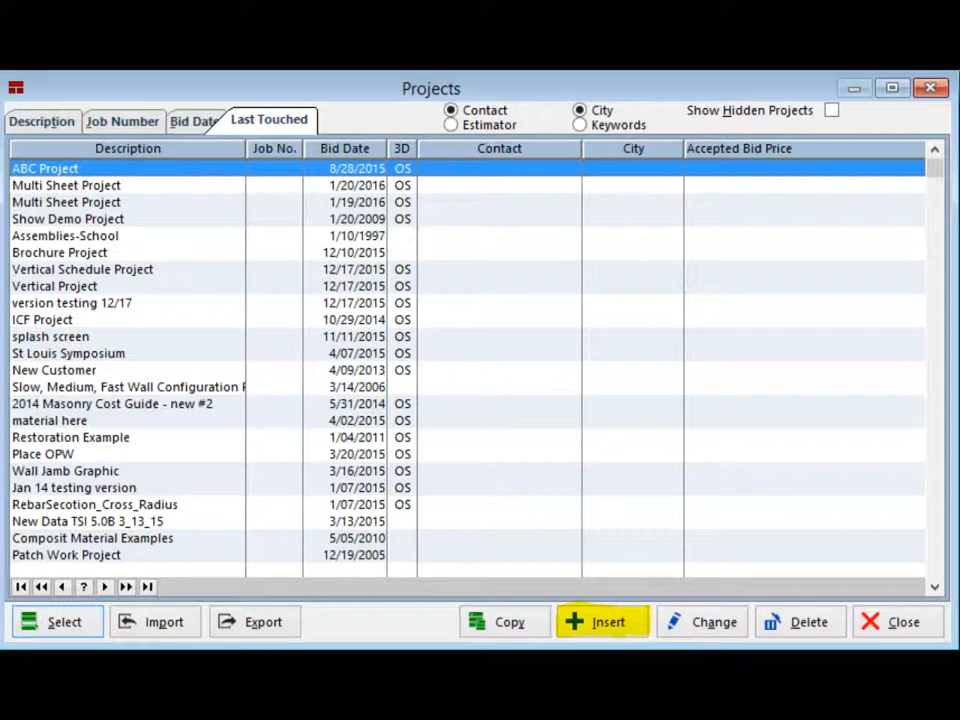 Projects
Description Job Number Bid Date Last Touched
Contact City Show Hidden Projects
Estimator Keywords
Description Job No. Bid Date 3D Contact City Accepted Bid Price
ABC Project 8/28/2015 OS
Multi Sheet Project 1/20/2016 OS
Multi Sheet Project 1/19/2016 OS
Show Demo Project 1/20/2009 OS
Assemblies-School 1/10/1997
Brochure Project 12/10/2015
Vertical Schedule Project 12/17/2015 OS
Vertical Project 12/17/2015 OS
version testing 12/17 12/17/2015 OS
ICF Project 10/29/2014 OS
splash screen 11/11/2015 OS
St Louis Symposium 4/07/2015 OS
New Customer 4/09/2013 OS
Slow, Medium, Fast Wall Configuration 3/14/2006
2014 Masonry Cost Guide - new #2 5/31/2014 OS
material here 4/02/2015 OS
Restoration Example 1/04/2011 OS
Place OPW 3/20/2015 OS
Wall Jamb Graphic 3/16/2015 OS
Jan 14 testing version 1/07/2015 OS
RebarSecotion_Cross_Radius 1/07/2015 OS
New Data TSI 5.0B 3_13_15 3/13/2015
Composit Material Examples 5/05/2010
Patch Work Project 12/19/2005
?
Select Import Export Copy Insert Change Delete Close